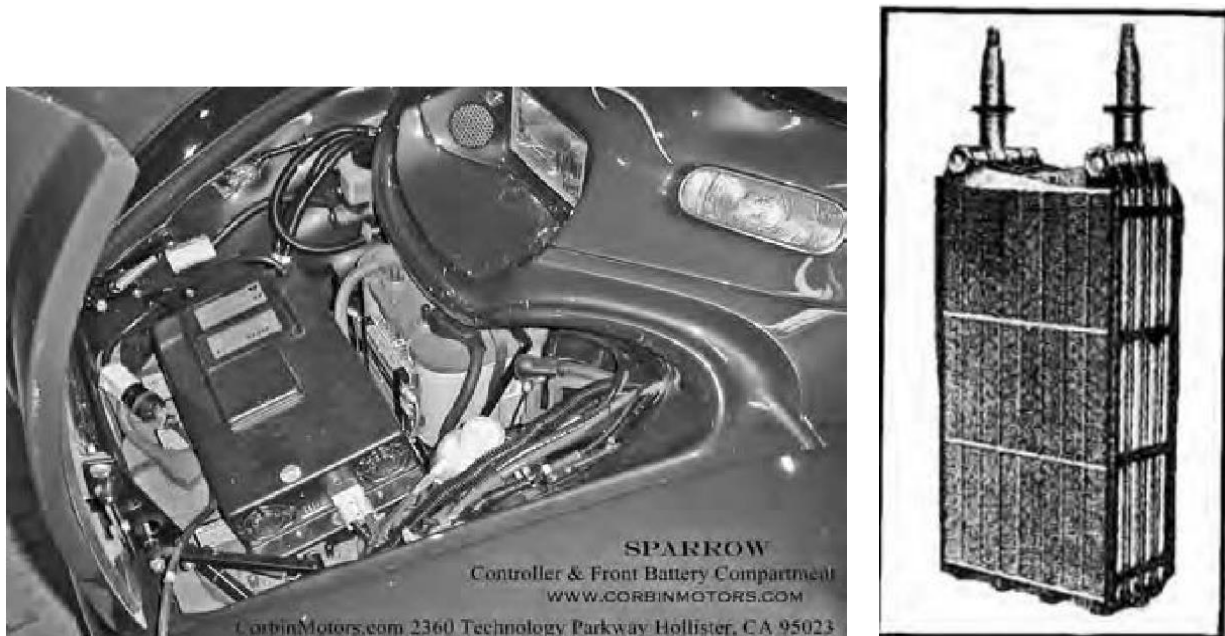 SPARROW
Controller & Front Battery Compartment
WWW.CORBINMOTORS.COM
CorbinMotors.com 2360 Technology Parkway Hollister, CA 95023